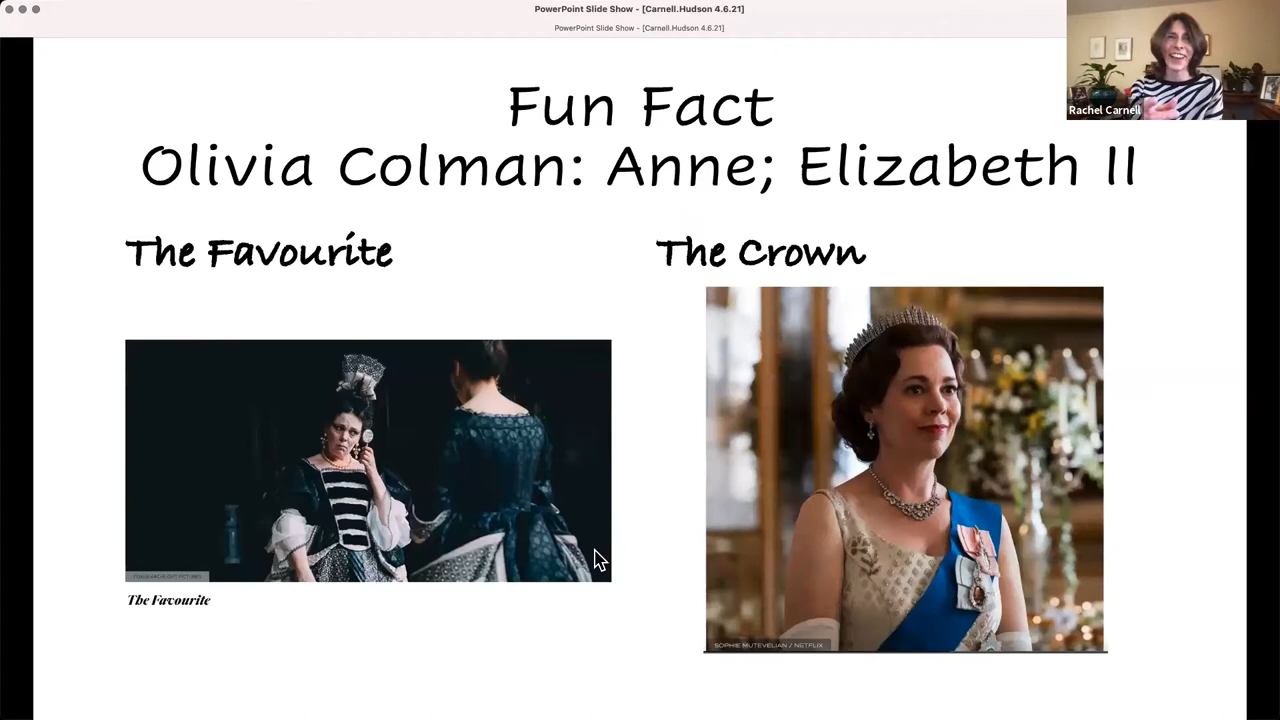 PowerPoint Slide Show - [Carnell.Hudson 4.6.21]
PowerPoint Slide Show - [Carnell.Hudson 4.6.21]
Rachel Carnell
Fun Fact
Olivia Colman: Anne; Elizabeth II
The Favourite
The Crown
The Favourite
SOPHIE MUTEVELIAN / NETFLIX